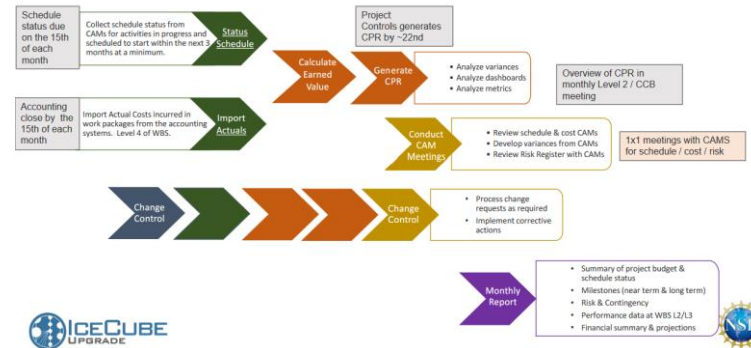 Schedule
status due
on the 15th
of each
month
Collect schedule status from
CAMs for activities in progress and
scheduled to start within the next 3
months at a minimum.
Status
Schedule
Project
Controls generates
CPR by ~22nd
Calculate
Earned
Value
Generate
CPR
• Analyze variances
• Analyze dashboards
• Analyze metrics
Overview of CPR in
monthly Level 2 / CCB
meeting
Accounting
close by the
15th of each
month
Import Actual Costs incurred in
work packages from the accounting
systems. Level 4 of WBS.
Import
Actuals
Conduct
CAM
Meetings
• Review schedule & cost CAMs
• Develop variances from CAMs
• Review Risk Register with CAMs
1x1 meetings with CAMS
for schedule / cost / risk
Change
Control
Change
Control
• Process change
requests as required
• Implement corrective
actions
Monthly
Report
• Summary of project budget &
schedule status
• Milestones (near term & long term)
• Risk & Contingency
• Performance data at WBS L2/L3
• Financial summary & projections
ICECUBE
UPGRADE
NSF